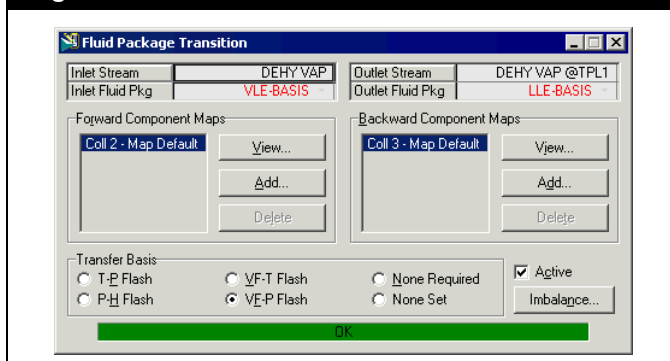 Fluid Package Transition
Inlet Stream DEHY VAP Outlet Stream DEHY VAP @TPL1
Inlet Fluid Pkg VLE-BASIS Outlet Fluid Pkg LLE-BASIS
Forward Component Maps Backward Component Maps
Coll 2 - Map Default View... Coll 3 - Map Default View...
Add... Add...
Delete Delete
Transfer Basis
T-P Flash VF-T Flash None Required Active
P-H Flash VF-P Flash None Set Imbalance...
OK